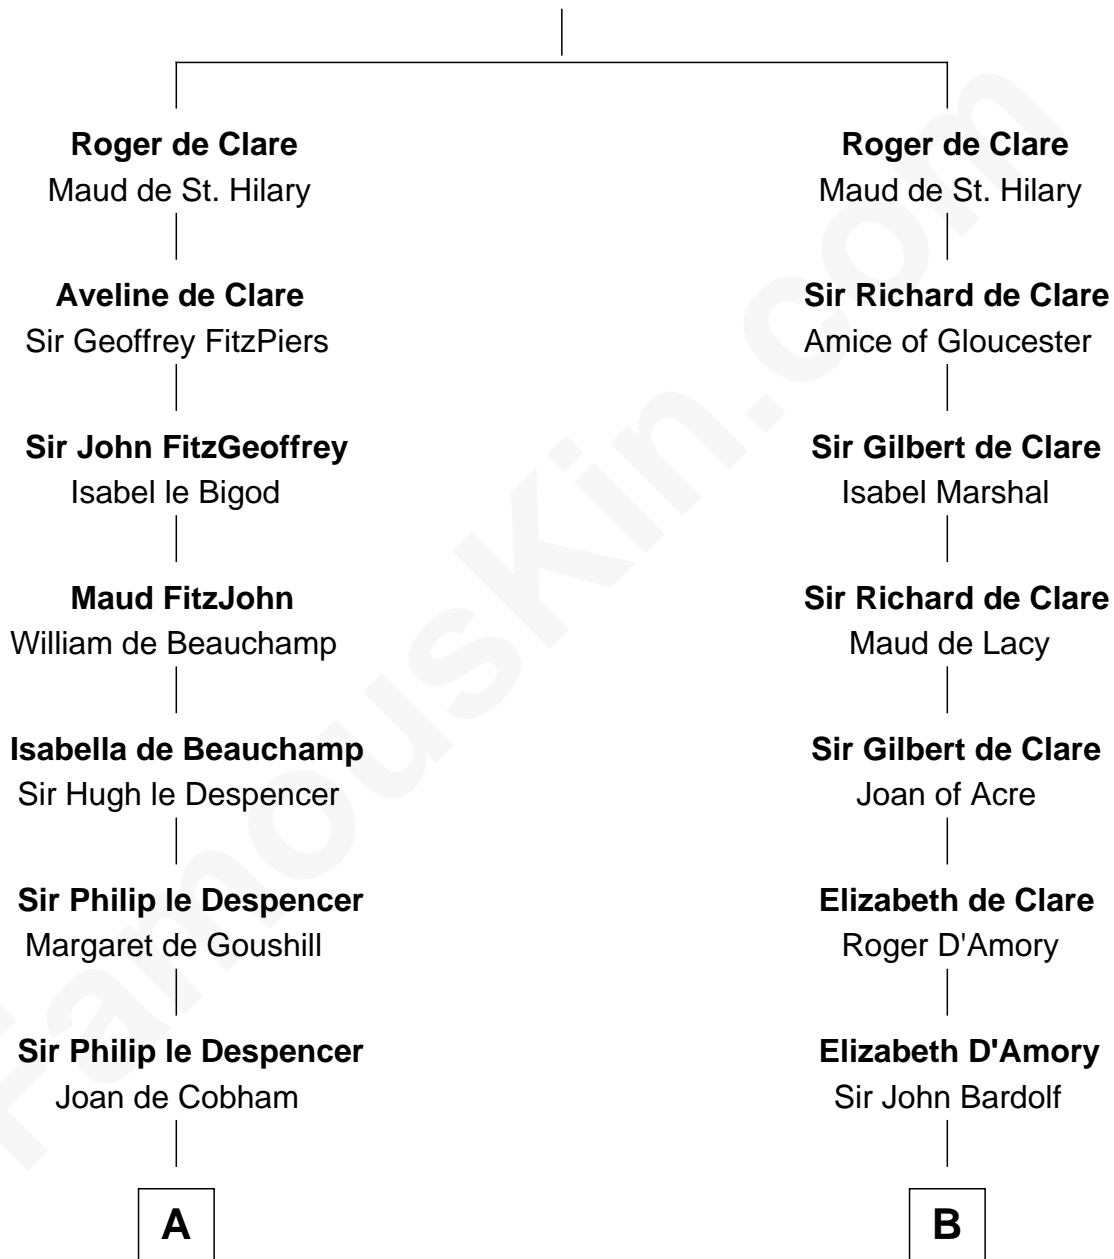 Roger de Clare
Maud de St. Hilary
Aveline de Clare
Sir Geoffrey FitzPiers
Sir John FitzGeoffrey
Isabel le Bigod
Maud FitzJohn
William de Beauchamp
Isabella de Beauchamp
Sir Hugh le Despencer
Sir Philip le Despencer
Margaret de Goushill
Sir Philip le Despencer
Joan de Cobham
A
Roger de Clare
Maud de St. Hilary
Sir Richard de Clare
Amice of Gloucester
Sir Gilbert de Clare
Isabel Marshal
Sir Richard de Clare
Maud de Lacy
Sir Gilbert de Clare
Joan of Acre
Elizabeth de Clare
Roger D'Amory
Elizabeth D'Amory
Sir John Bardolf
B
FamousKin.com